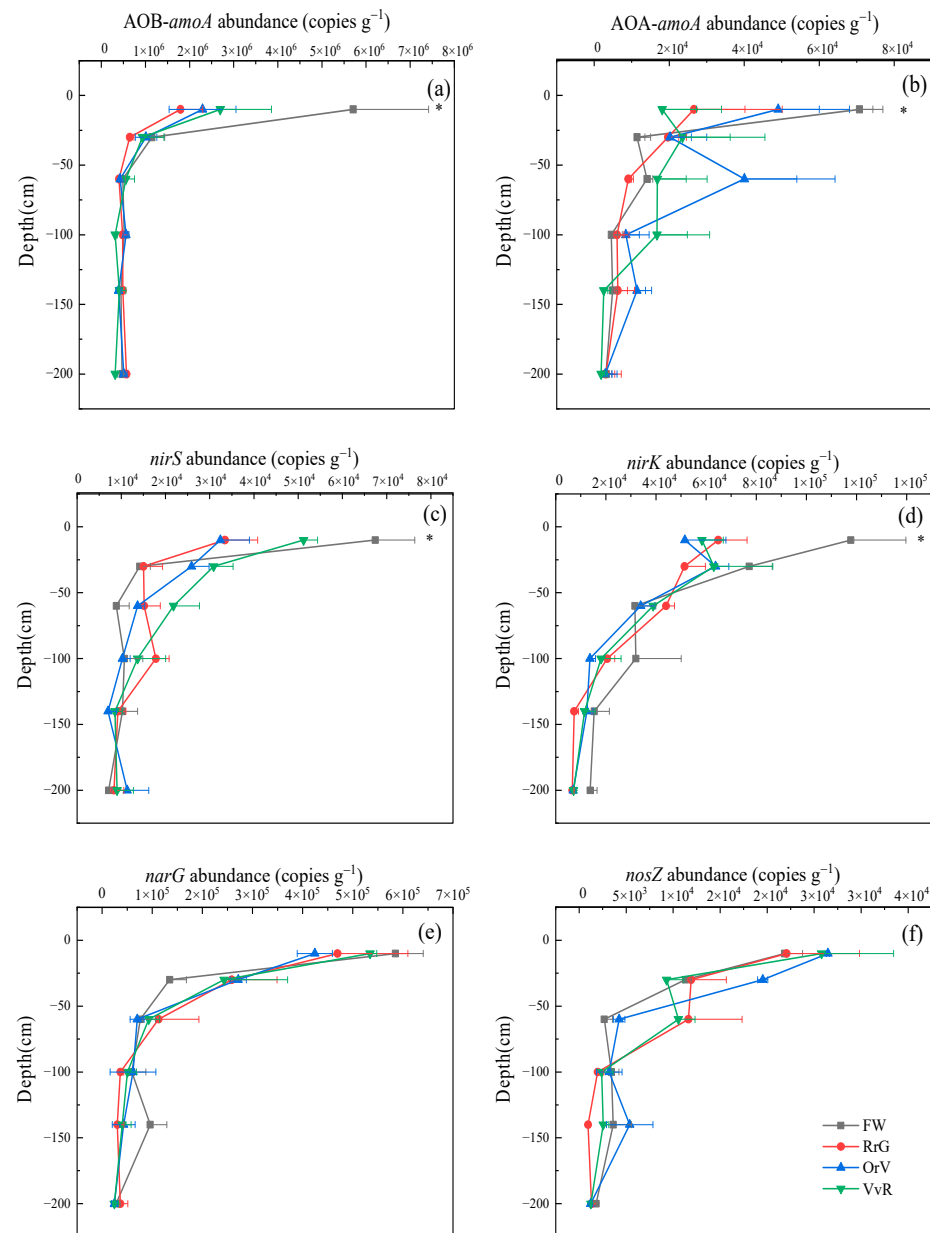 AOB-amoA abundance (copies g⁻¹)
0 1×10⁶ 2×10⁶ 3×10⁶ 4×10⁶ 5×10⁶ 6×10⁶ 7×10⁶ 8×10⁶
(a)
*
Depth(cm)
0
−50
−100
−150
−200
AOA-amoA abundance (copies g⁻¹)
0 2×10⁴ 4×10⁴ 6×10⁴ 8×10⁴
(b)
*
Depth(cm)
0
−50
−100
−150
−200
nirS abundance (copies g⁻¹)
0 1×10⁴ 2×10⁴ 3×10⁴ 4×10⁴ 5×10⁴ 6×10⁴ 7×10⁴ 8×10⁴
(c)
*
Depth(cm)
0
−50
−100
−150
−200
nirK abundance (copies g⁻¹)
0 2×10⁴ 4×10⁴ 6×10⁴ 8×10⁴ 1×10⁵ 1×10⁵ 1×10⁵
(d)
*
Depth(cm)
0
−50
−100
−150
−200
narG abundance (copies g⁻¹)
0 1×10⁵ 2×10⁵ 3×10⁵ 4×10⁵ 5×10⁵ 6×10⁵ 7×10⁵
(e)
Depth(cm)
0
−50
−100
−150
−200
nosZ abundance (copies g⁻¹)
0 5×10³ 1×10⁴ 2×10⁴ 2×10⁴ 3×10⁴ 3×10⁴ 4×10⁴
(f)
Depth(cm)
0
−50
−100
−150
−200
FW
RrG
OrV
VvR